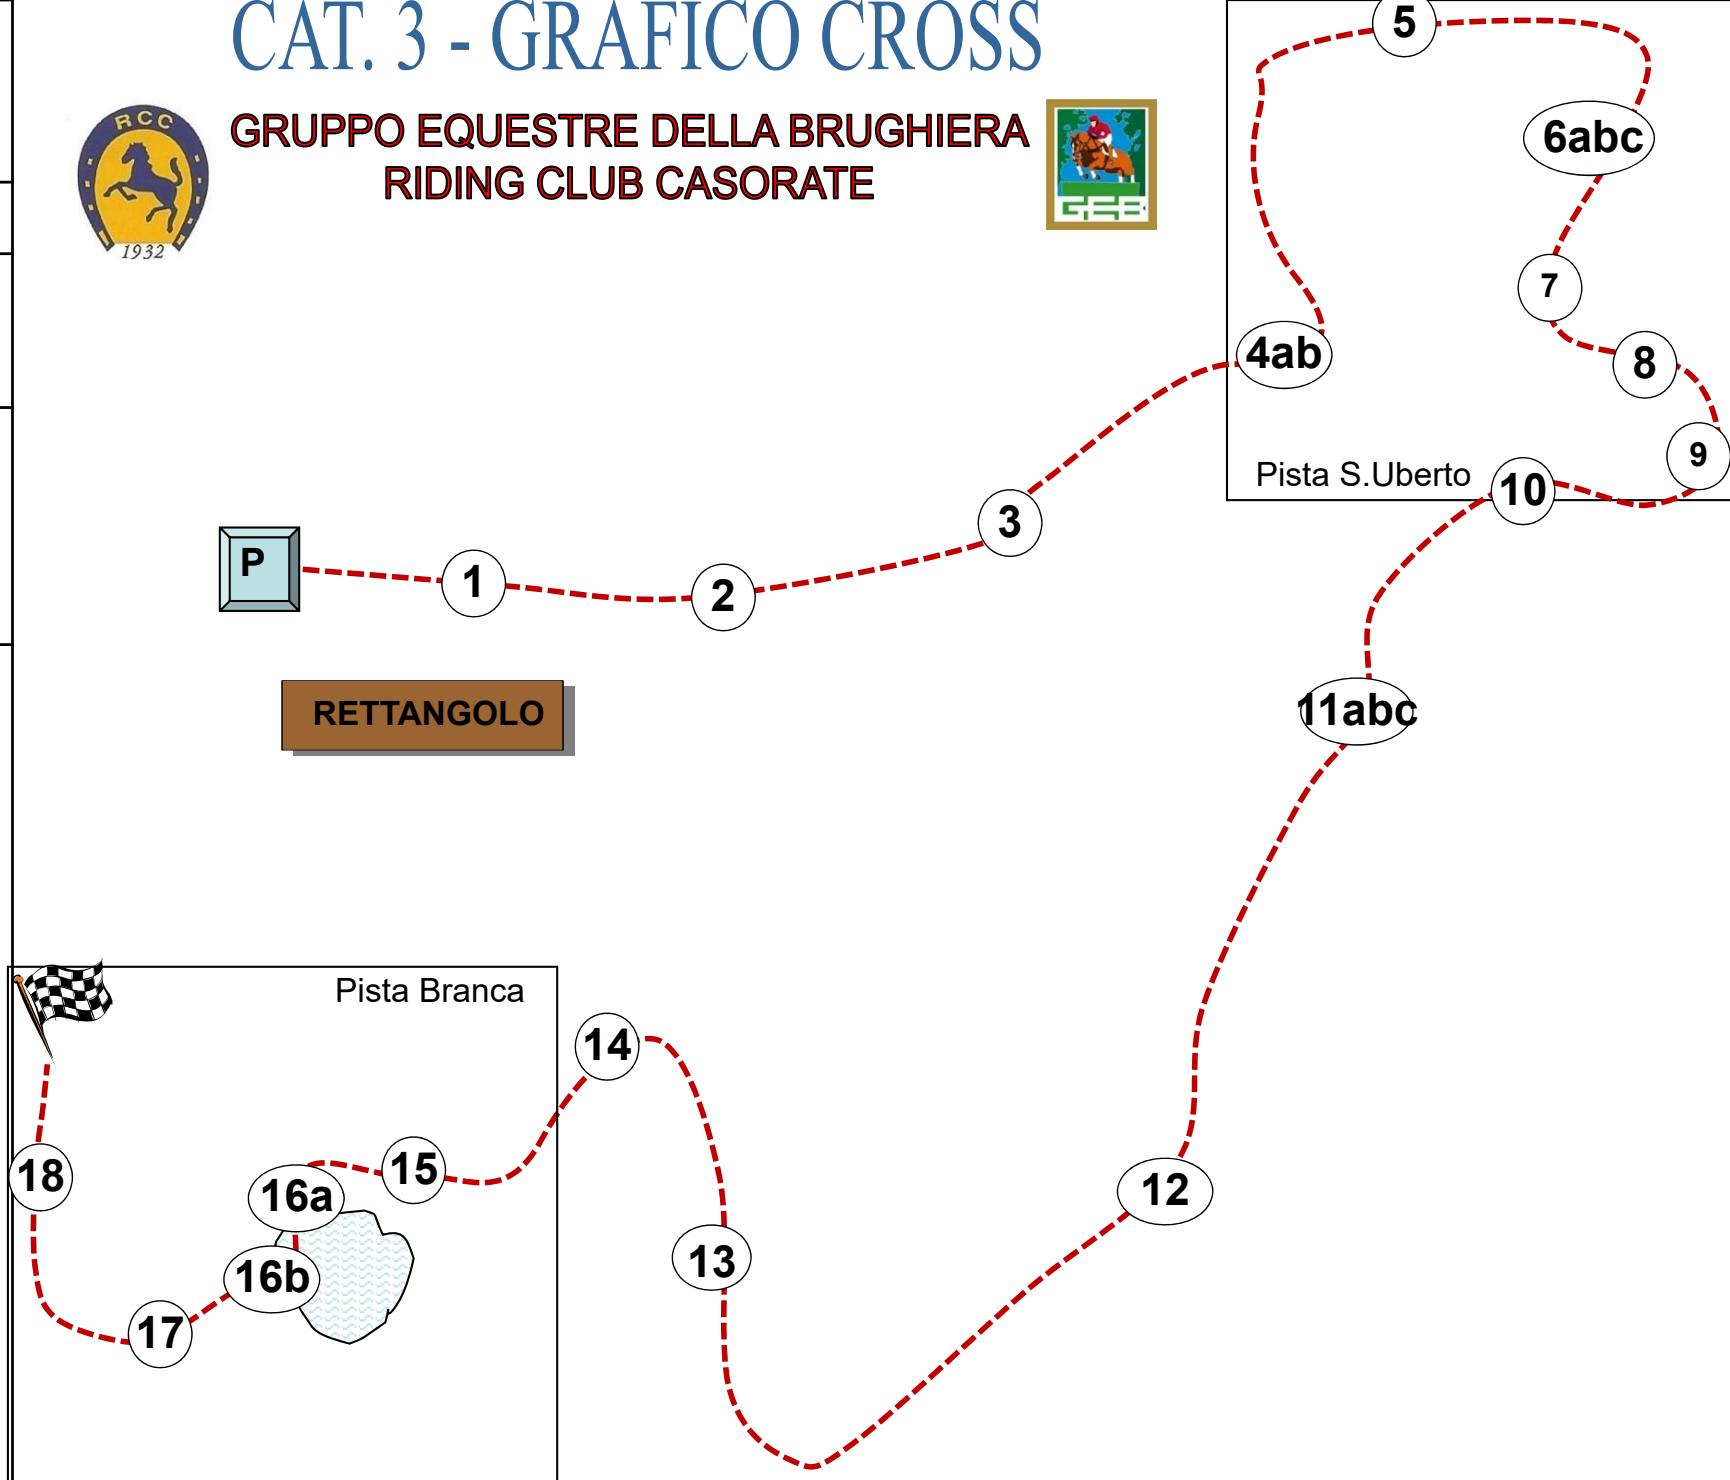 CAT. 3 - GRAFICO CROSS
RCC
1932
GRUPPO EQUESTRE DELLA BRUGHIERA
RIDING CLUB CASORATE
GEB
5
6abc
7
4ab
8
9
Pista S.Uberto
10
3
P
1
2
RETTANGOLO
11abc
Pista Branca
14
15
18
16a
12
13
16b
17